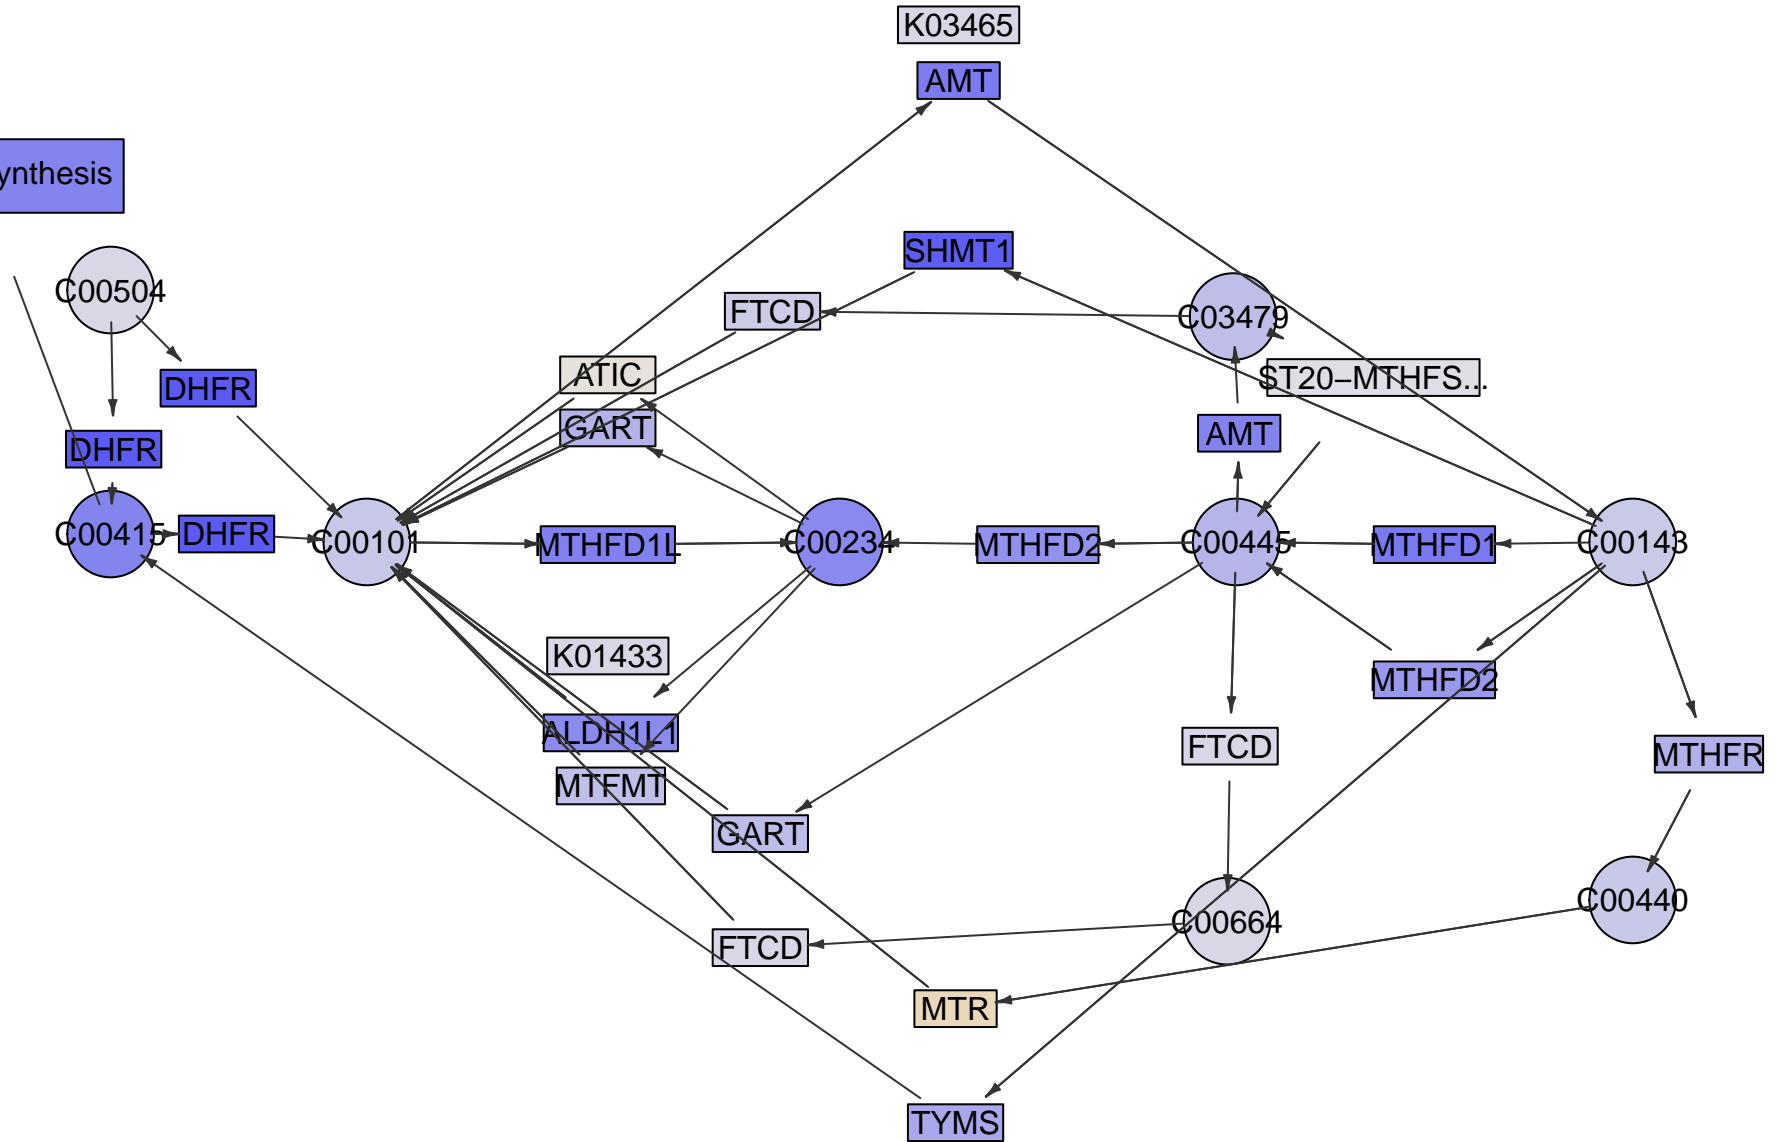 K03465
AMT
ynthesis
SHMT1
C00504
FTCD
C03479
ATIC
ST20−MTHFS...
DHFR
GART
AMT
DHFR
C00415
DHFR
C00101
MTHFD1L
C00234
MTHFD2
C00445
MTHFD1
C00143
K01433
MTHFD2
ALDH1L1
FTCD
MTHFR
MTFMT
GART
C00440
C00664
FTCD
MTR
TYMS